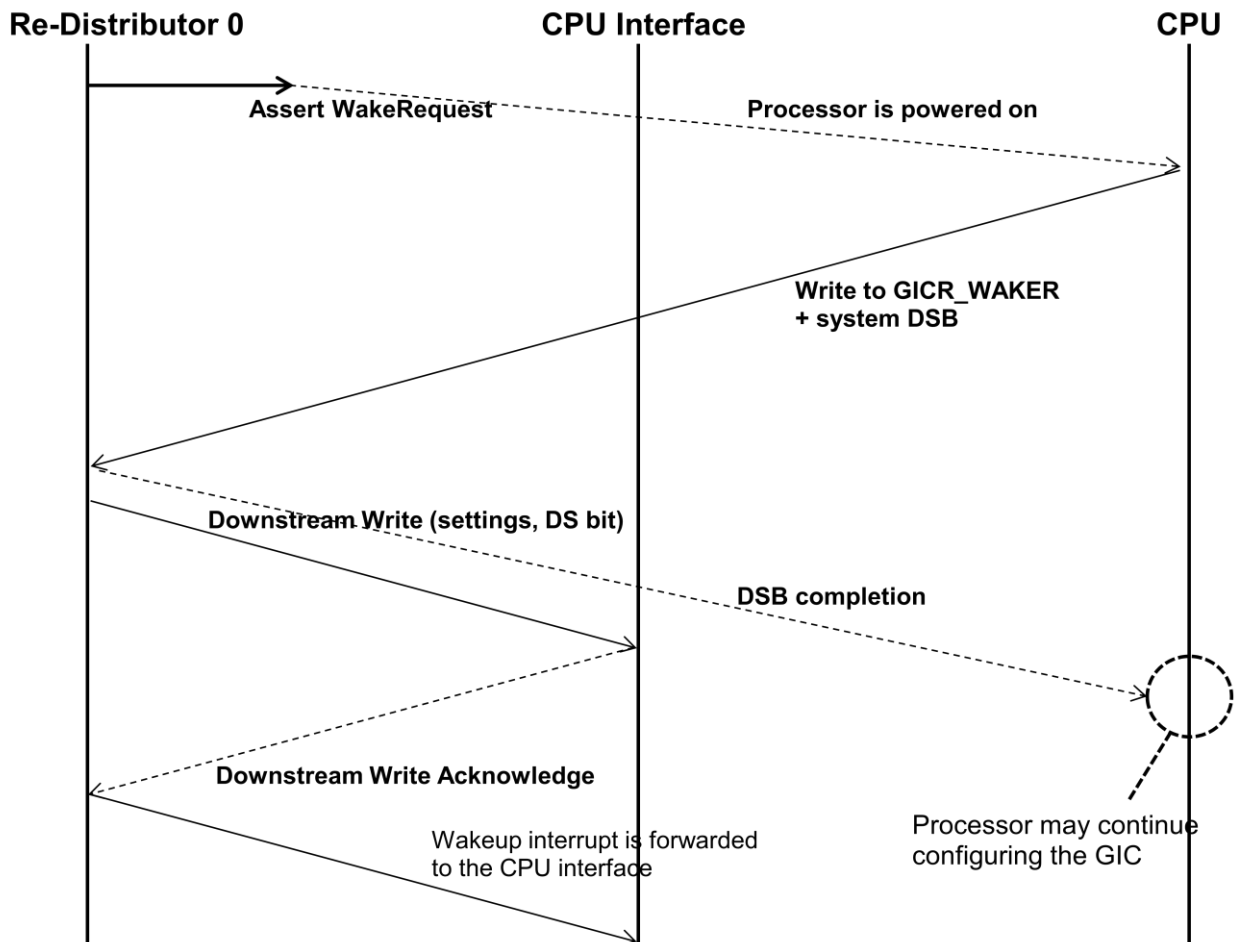 Re-Distributor 0
CPU Interface
CPU
Assert WakeRequest
Processor is powered on
Write to GICR_WAKER
+ system DSB
Downstream Write (settings, DS bit)
DSB completion
Downstream Write Acknowledge
Wakeup interrupt is forwarded
to the CPU interface
Processor may continue
configuring the GIC